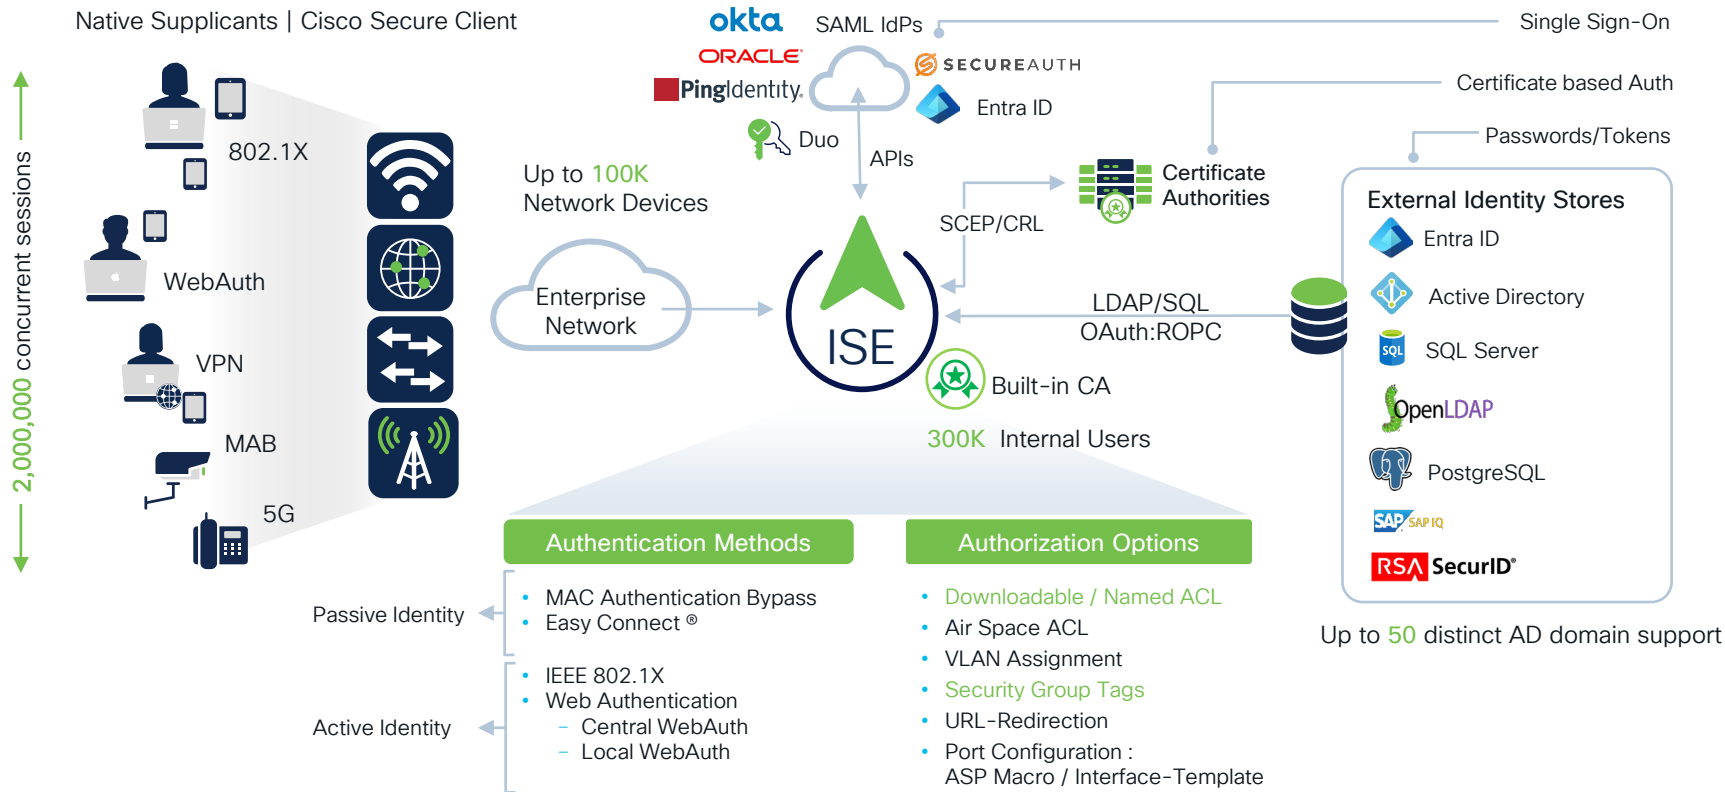 Native Supplicants | Cisco Secure Client
2,000,000 concurrent sessions
802.1X
WebAuth
VPN
MAB
5G
okta
SAML IdPs
ORACLE®
SECUREAUTH
PingIdentity®
Entra ID
Duo
APIs
Single Sign-On
Certificate based Auth
Passwords/Tokens
Up to 100K
Network Devices
Enterprise
Network
SCEP/CRL
Certificate
Authorities
ISE
LDAP/SQL
OAuth:ROPC
Built-in CA
300K Internal Users
External Identity Stores
Entra ID
Active Directory
SQL
SQL Server
OpenLDAP
PostgreSQL
SAP SAP IQ
RSA SecurID®
Up to 50 distinct AD domain support
Authentication Methods
Passive Identity
• MAC Authentication Bypass
• Easy Connect ®
Active Identity
• IEEE 802.1X
• Web Authentication
– Central WebAuth
– Local WebAuth
Authorization Options
• Downloadable / Named ACL
• Air Space ACL
• VLAN Assignment
• Security Group Tags
• URL-Redirection
• Port Configuration :
ASP Macro / Interface-Template